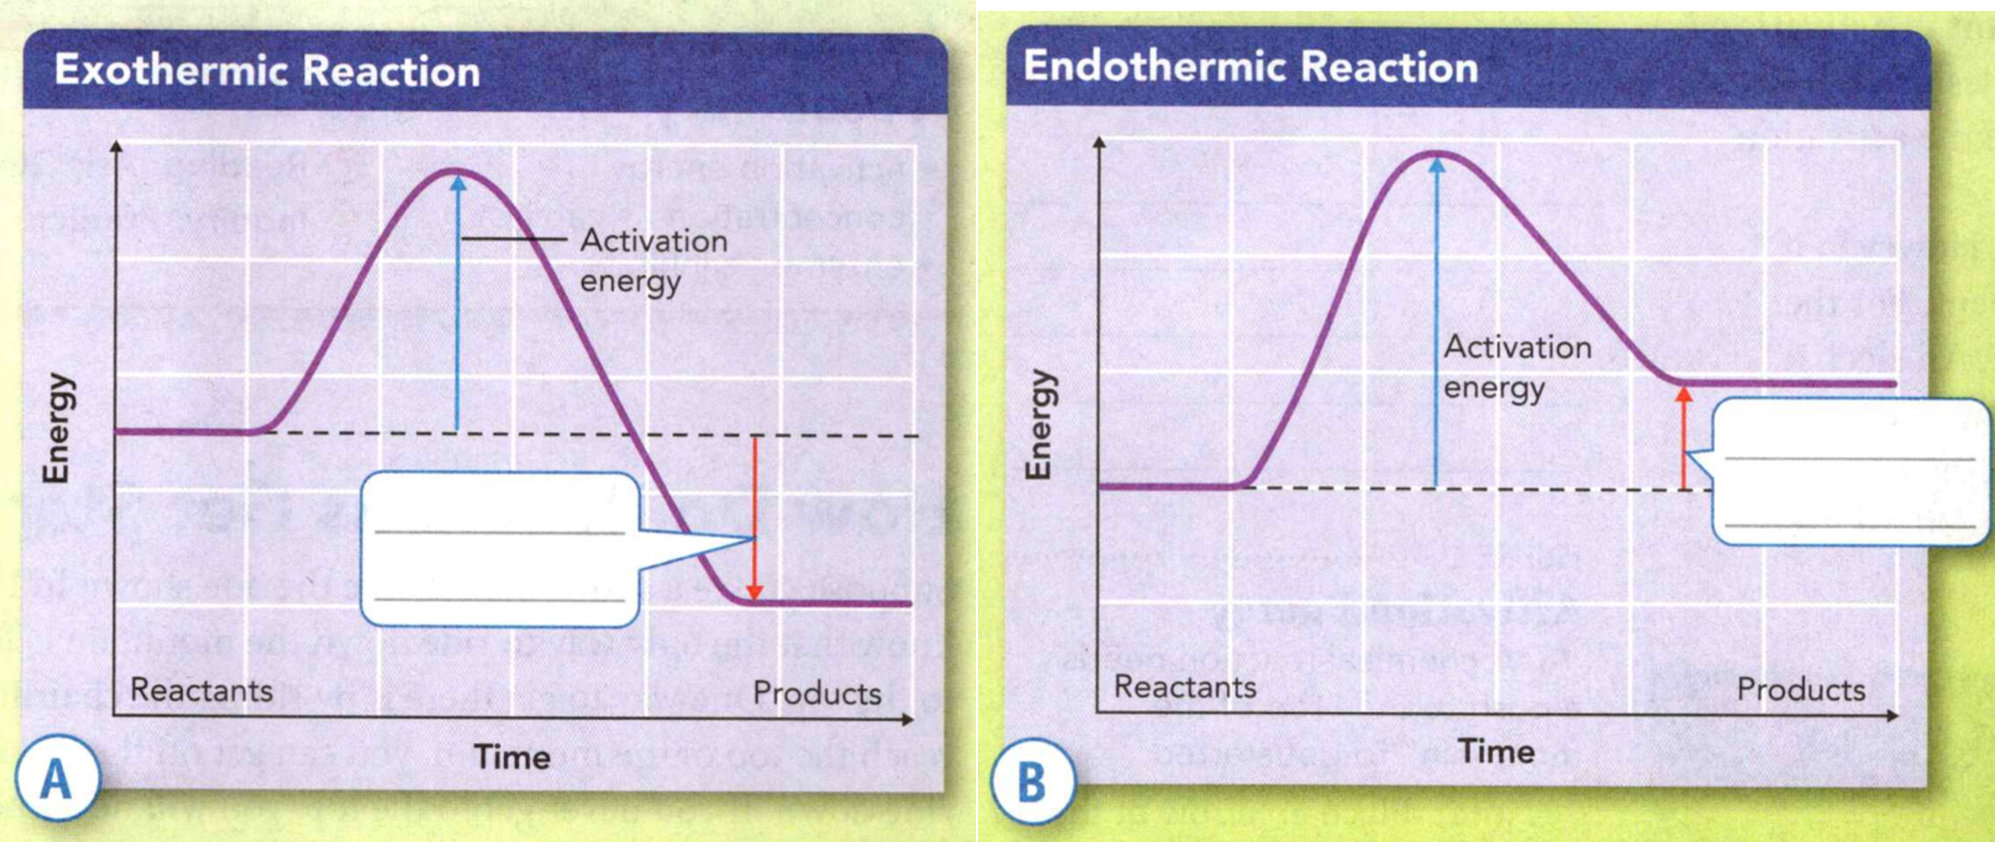 Exothermic Reaction
Activation
energy
Energy
Reactants
Products
Time
A
Endothermic Reaction
Activation
energy
Energy
Reactants
Products
Time
B